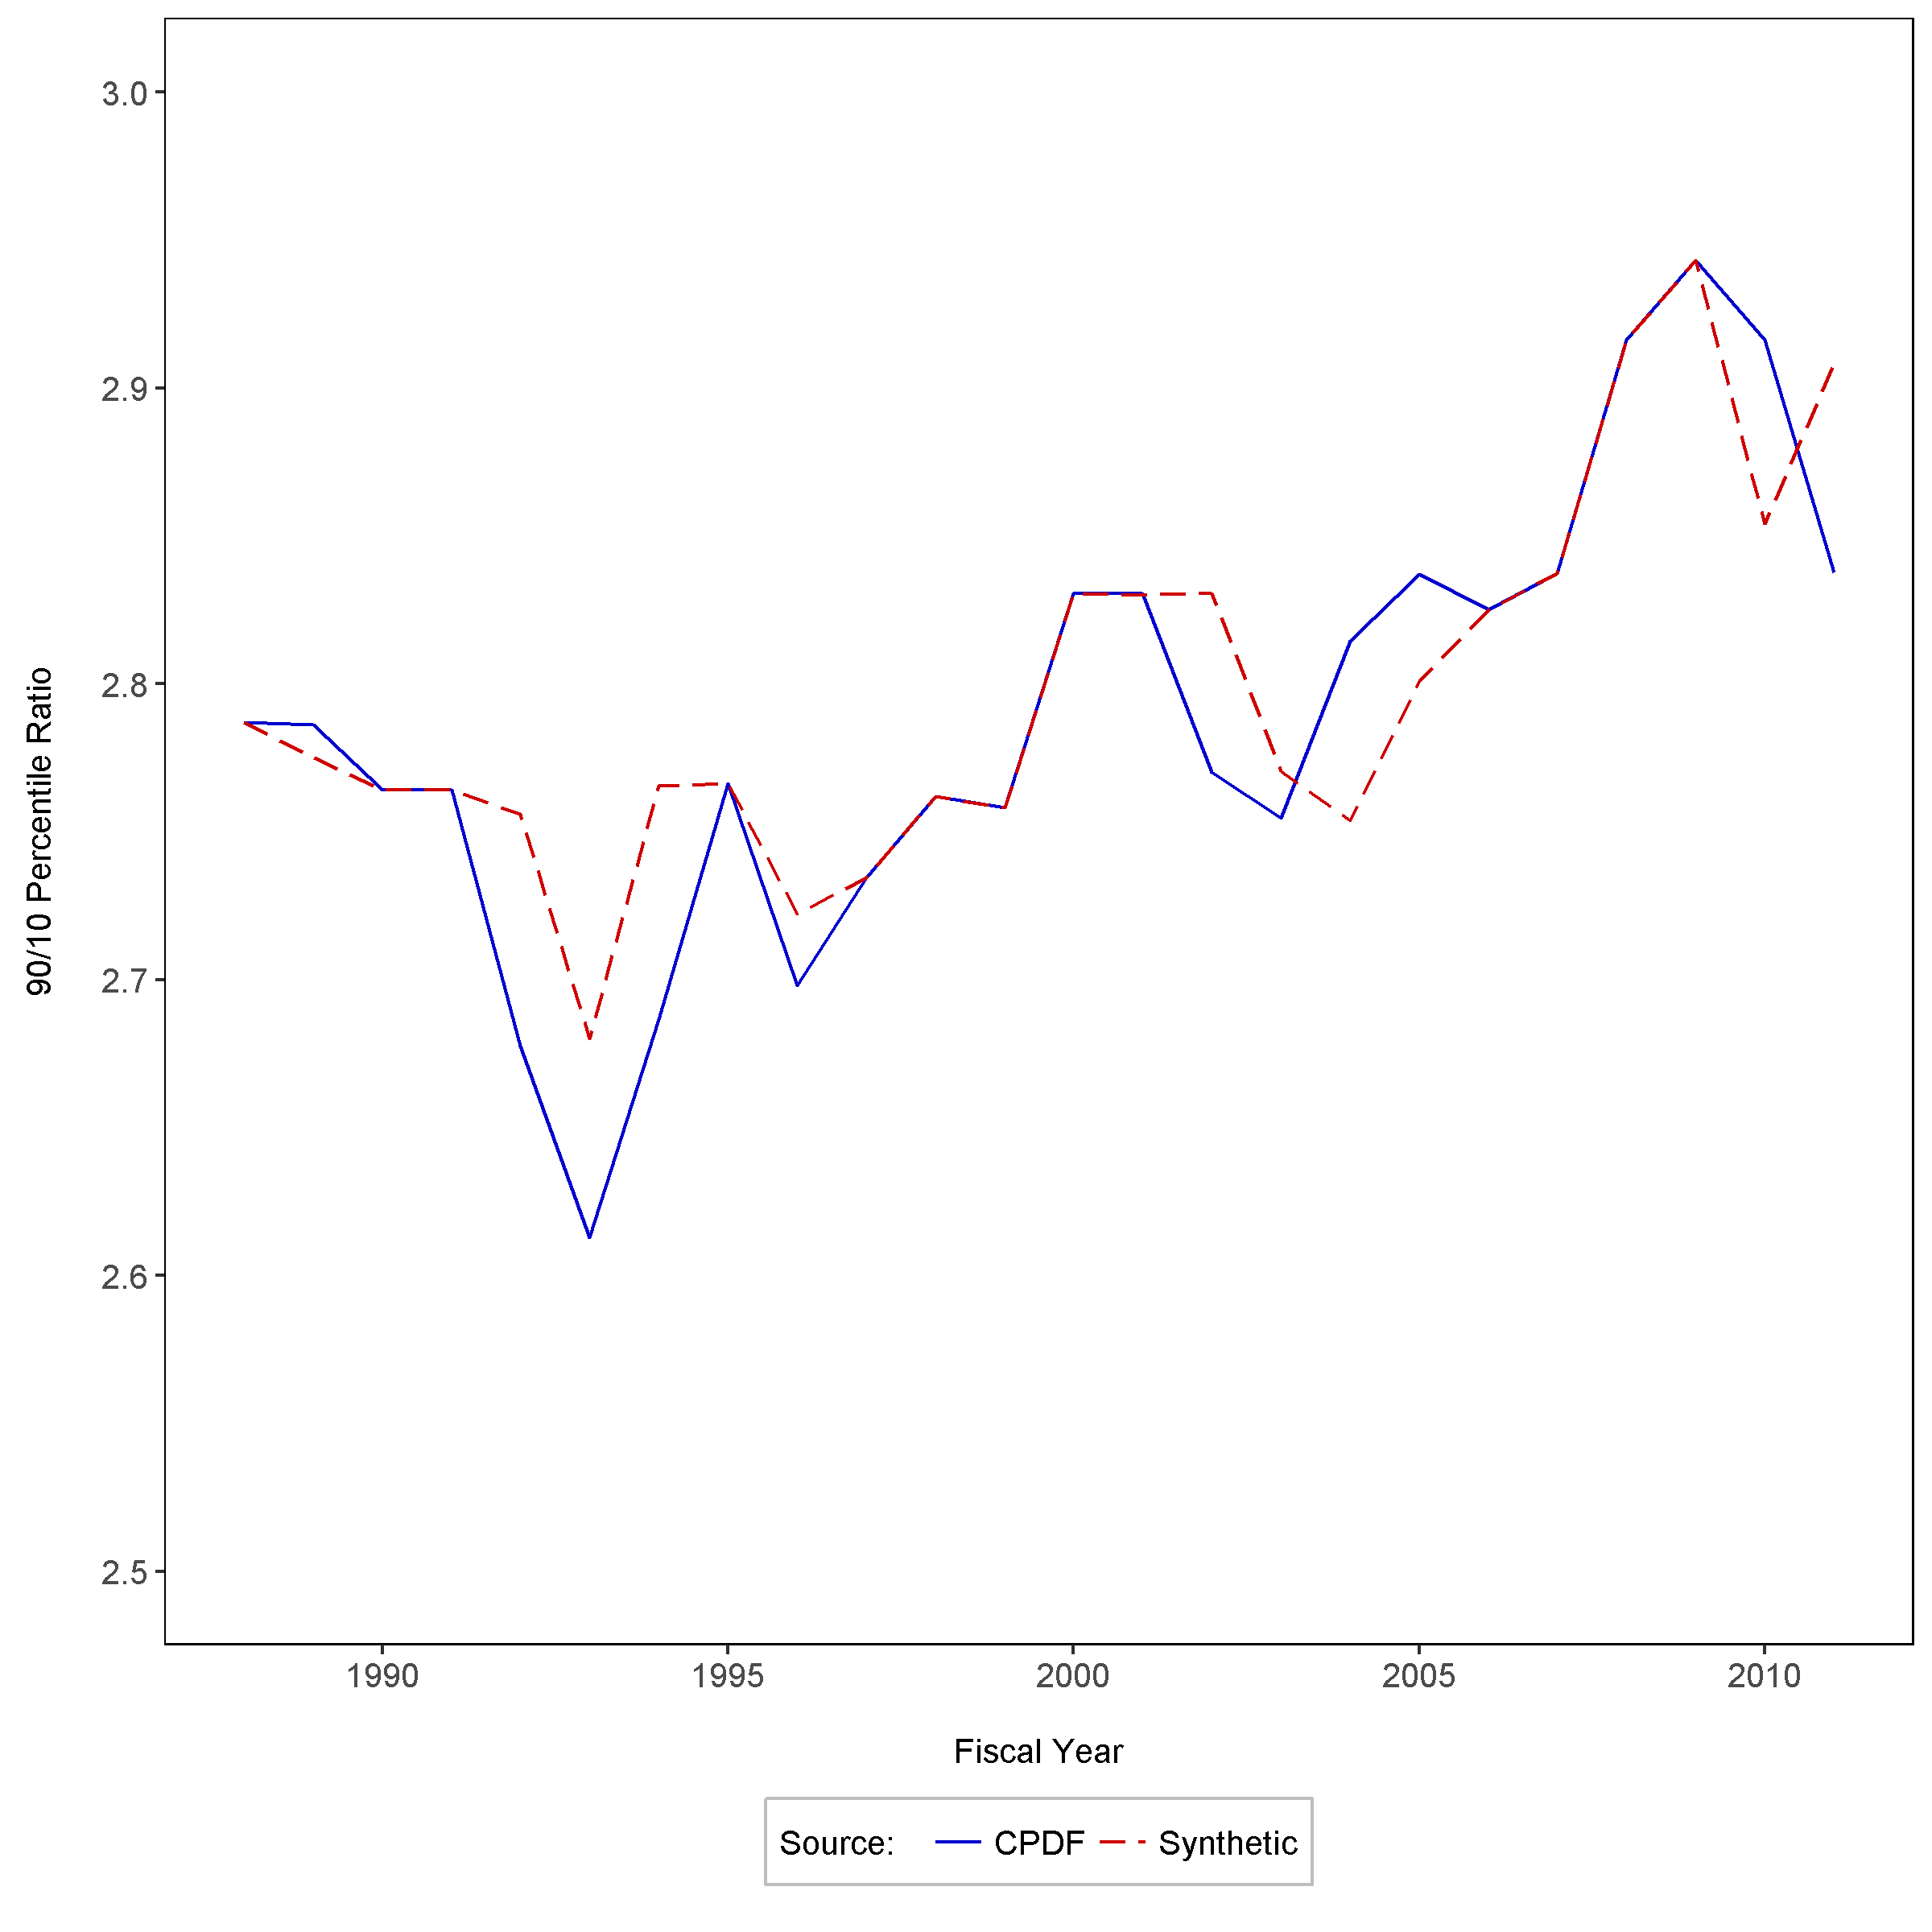 3.0
2.9
2.8
2.7
2.6
2.5
90/10 Percentile Ratio
1990 1995 2000 2005 2010
Fiscal Year
Source: CPDF Synthetic